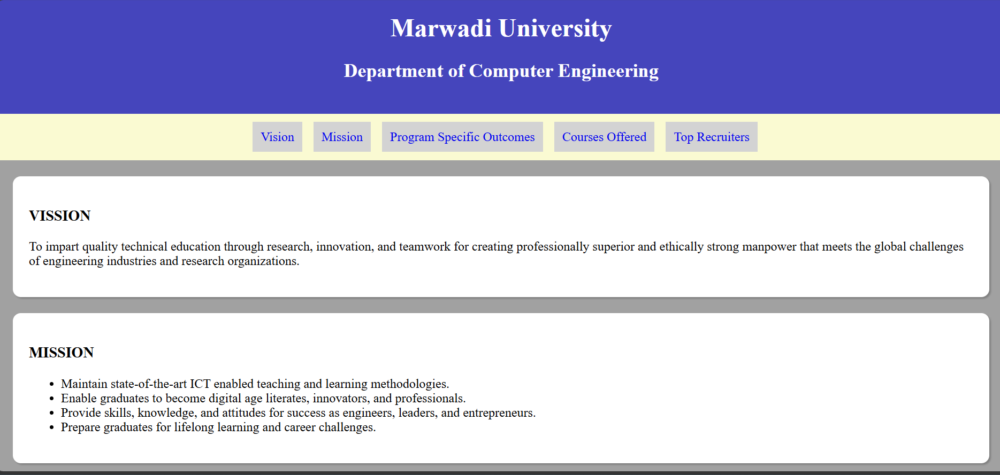 Marwadi University
Department of Computer Engineering
Vision Mission Program Specific Outcomes Courses Offered Top Recruiters
VISSION
To impart quality technical education through research, innovation, and teamwork for creating professionally superior and ethically strong manpower that meets the global challenges
of engineering industries and research organizations.
MISSION
• Maintain state-of-the-art ICT enabled teaching and learning methodologies.
• Enable graduates to become digital age literates, innovators, and professionals.
• Provide skills, knowledge, and attitudes for success as engineers, leaders, and entrepreneurs.
• Prepare graduates for lifelong learning and career challenges.